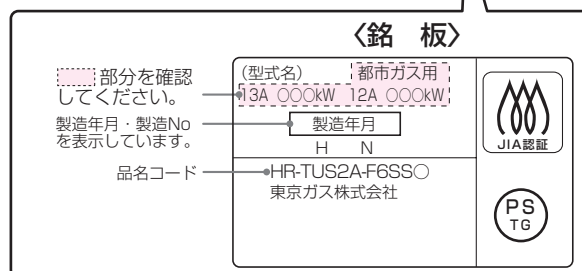 〈銘 板〉
部分を確認
してください。
製造年月・製造No
を表示しています。
品名コード
(型式名)
都市ガス用
13A ○○○kW 12A ○○○kW
製造年月
H N
HR-TUS2A-F6SS○
東京ガス株式会社
JIA認証
PS
TG